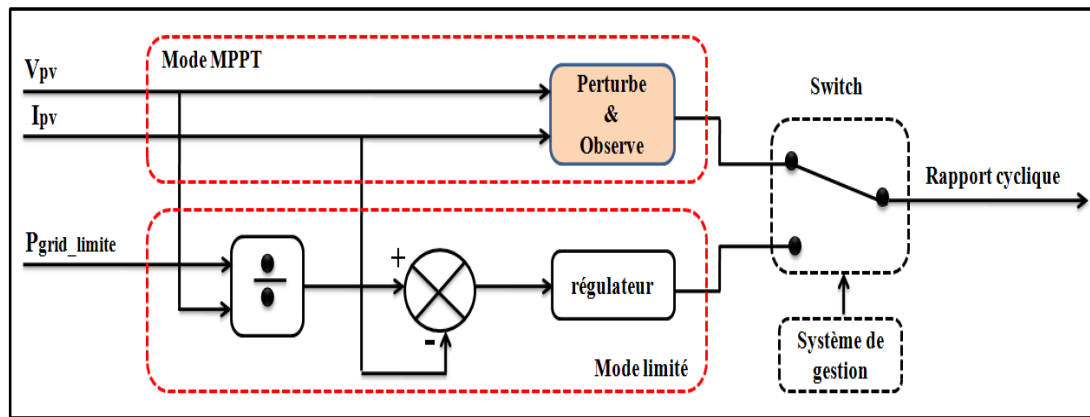 Mode MPPT
Vpv
Ipv
Perturbe
&
Observe
Switch
Rapport cyclique
Pgrid_limite
+
-
régulateur
Mode limité
Système de
gestion